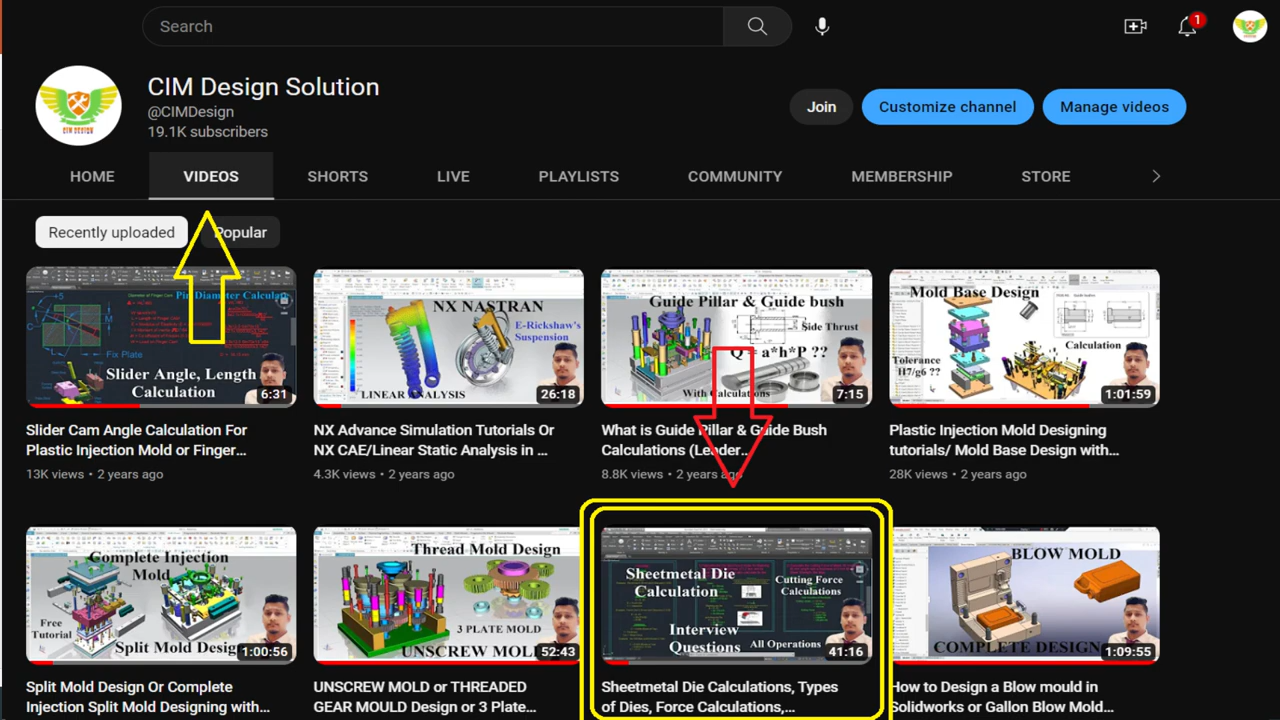 Search
1
CIM Design Solution
@CIMDesign
19.1K subscribers
Join
Customize channel
Manage videos
HOME
VIDEOS
SHORTS
LIVE
PLAYLISTS
COMMUNITY
MEMBERSHIP
STORE
Recently uploaded
Popular
Pin Diameter
Fix Plate
Slider Angle Length
Calculation
6:31
NX NASTRAN
E-Rickshaw's
Suspension
LINEAR ANALYSIS
26:18
Guide Pillar & Guide bush
Side Thrust
a*h*P ??
With Calculations
7:15
Mold Base Design
Calculation
Tolerance
H7/g6 ??
1:01:59
Slider Cam Angle Calculation For
Plastic Injection Mold or Finger...
13K views • 2 years ago
NX Advance Simulation Tutorials Or
NX CAE/Linear Static Analysis in ...
4.3K views • 2 years ago
What is Guide Pillar & Guide Bush
Calculations (Leader...
8.8K views • 2 years ago
Plastic Injection Mold Designing
tutorials/ Mold Base Design with...
28K views • 2 years ago
Complete Injection
Mold
Free
Tutorial
Split Mold Design
1:00:56
Thread Mold Design
PLATE MOLD
UNSCREW MOLD
52:43
Sheetmetal Die
Calculation
Cutting Force
Calculations
Interview
Questions
All Operations
41:16
BLOW MOLD
COMPLETE DESIGN
1:09:55
Split Mold Design Or Complete
Injection Split Mold Designing with...
UNSCREW MOLD or THREADED
GEAR MOULD Design or 3 Plate...
Sheetmetal Die Calculations, Types
of Dies, Force Calculations,...
How to Design a Blow mould in
Solidworks or Gallon Blow Mold...